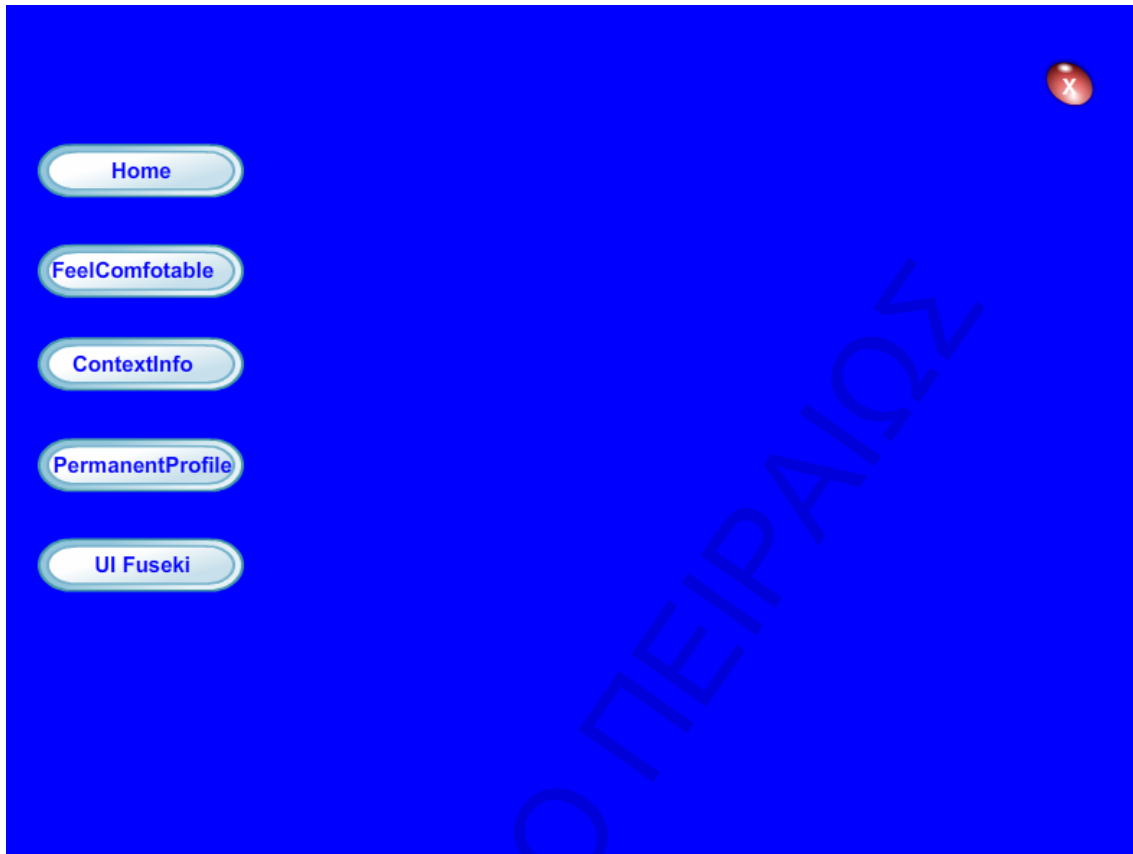 X
Home
FeelComfotable
ContextInfo
PermanentProfile
UI Fuseki
Ο ΠΕΙΡΑΙΩΣ